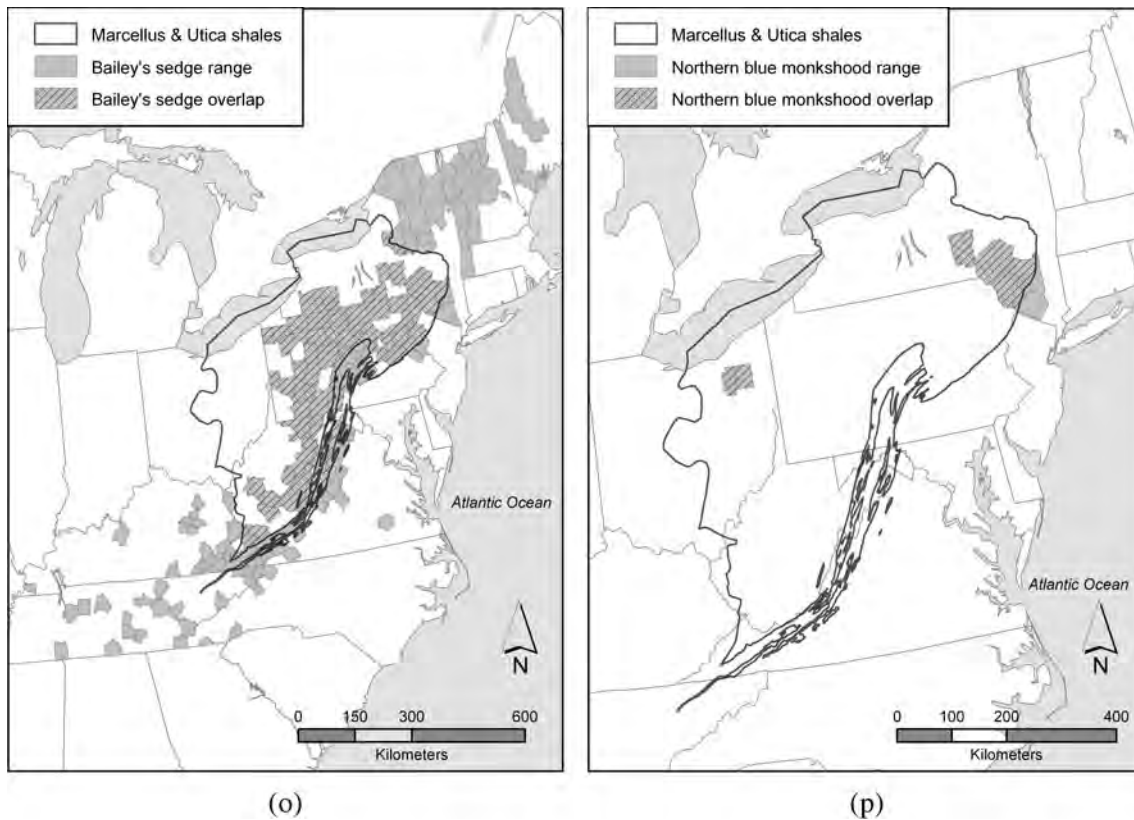 Marcellus & Utica shales
Bailey's sedge range
Bailey's sedge overlap
Atlantic Ocean
N
0 150 300 600
Kilometers
(o)
Marcellus & Utica shales
Northern blue monkshood range
Northern blue monkshood overlap
Atlantic Ocean
N
0 100 200 400
Kilometers
(p)